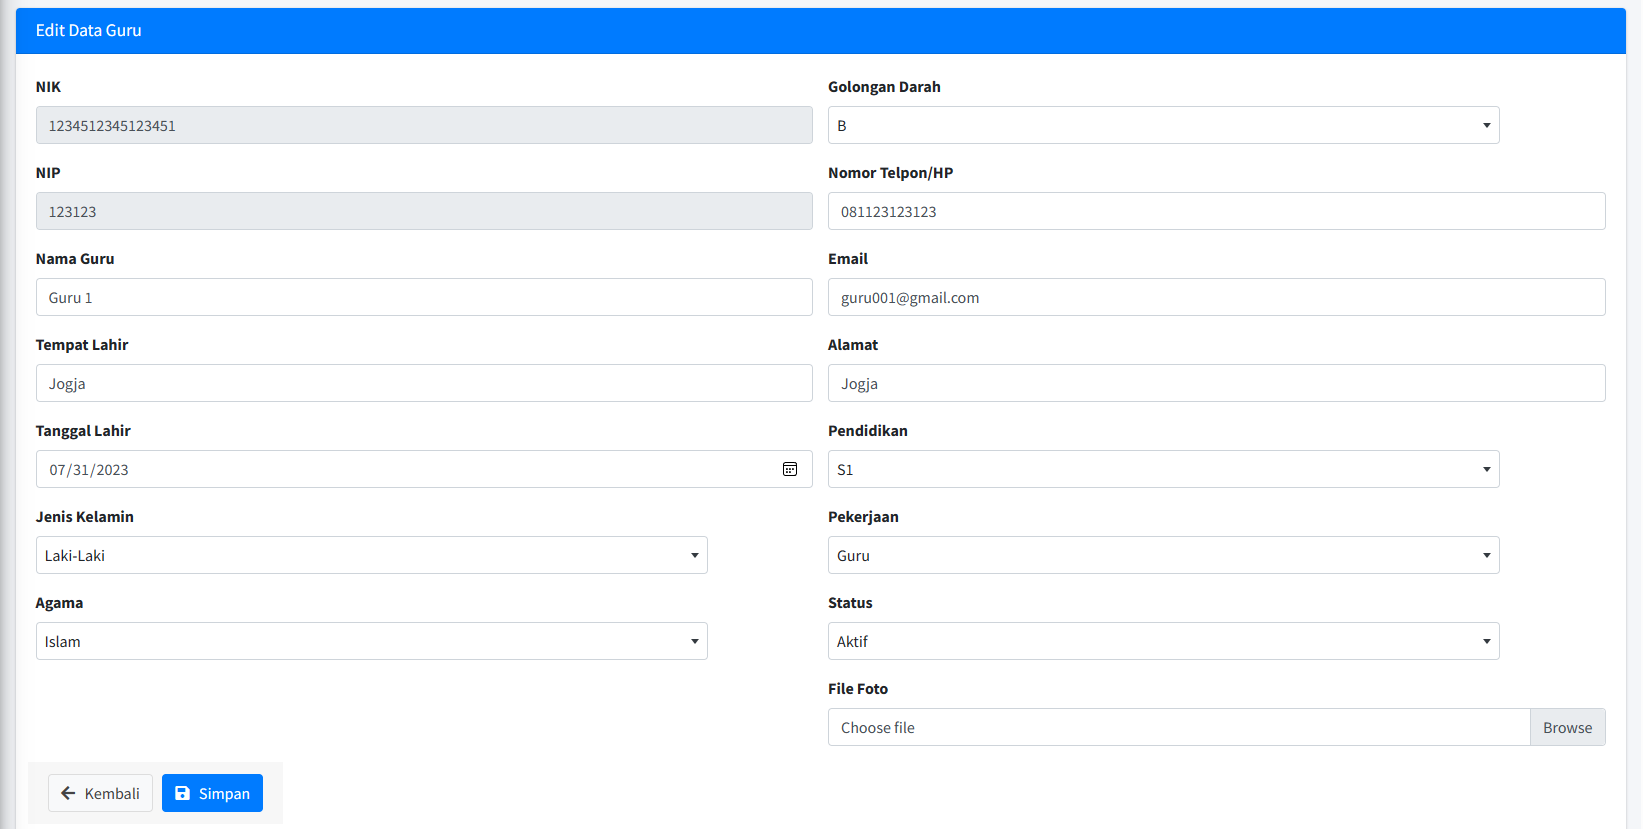 Edit Data Guru
NIK
1234512345123451
NIP
123123
Nama Guru
Guru 1
Tempat Lahir
Jogja
Tanggal Lahir
07/31/2023
Jenis Kelamin
Laki-Laki
Agama
Islam
Golongan Darah
B
Nomor Telpon/HP
081123123123
Email
guru001@gmail.com
Alamat
Jogja
Pendidikan
S1
Pekerjaan
Guru
Status
Aktif
File Foto
Choose file Browse
Kembali Simpan